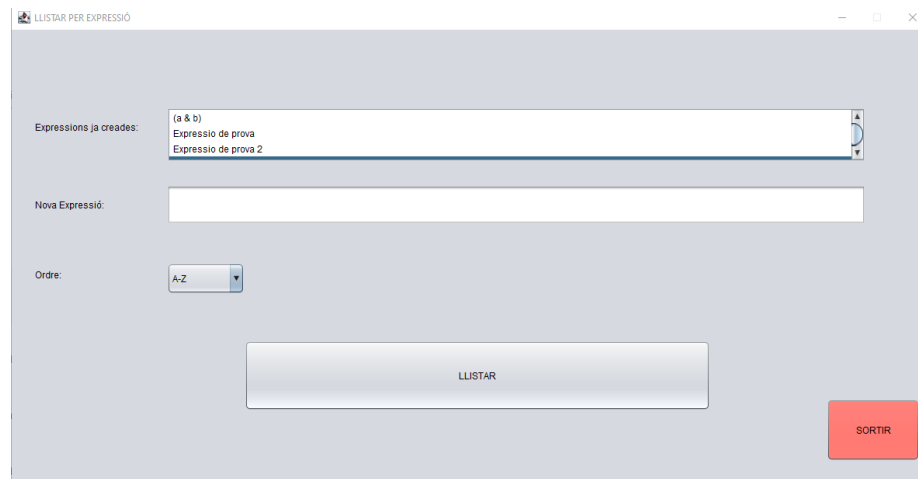 LLISTAR PER EXPRESSIÓ
Expressions ja creades:
(a & b)
Expressio de prova
Expressio de prova 2
Nova Expressió:
Ordre:
A-Z
LLISTAR
SORTIR